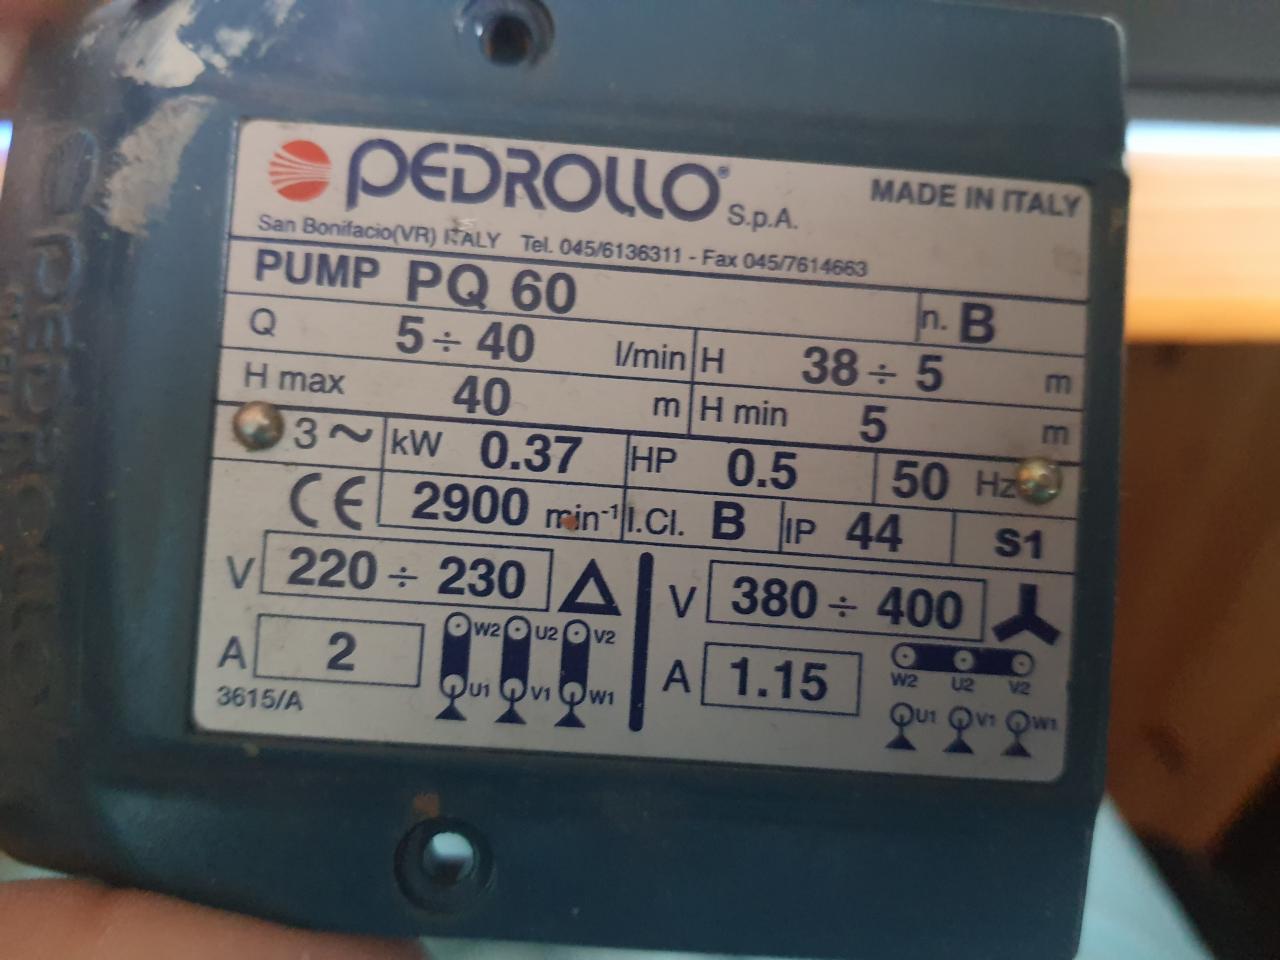 PEDROLLO® S.p.A. MADE IN ITALY
San Bonifacio(VR) ITALY Tel. 045/6136311 - Fax 045/7614663
PUMP PQ 60 n. B
Q 5÷40 l/min H 38÷5 m
H max 40 m H min 5 m
3~ kW 0.37 HP 0.5 50 Hz
CE 2900 min⁻¹ I.Cl. B IP 44 S1
V 220÷230 Δ V 380÷400
W2 U2 V2
A 2 A 1.15
W2 U2 V2
U1 V1 W1
3615/A
U1 V1 W1